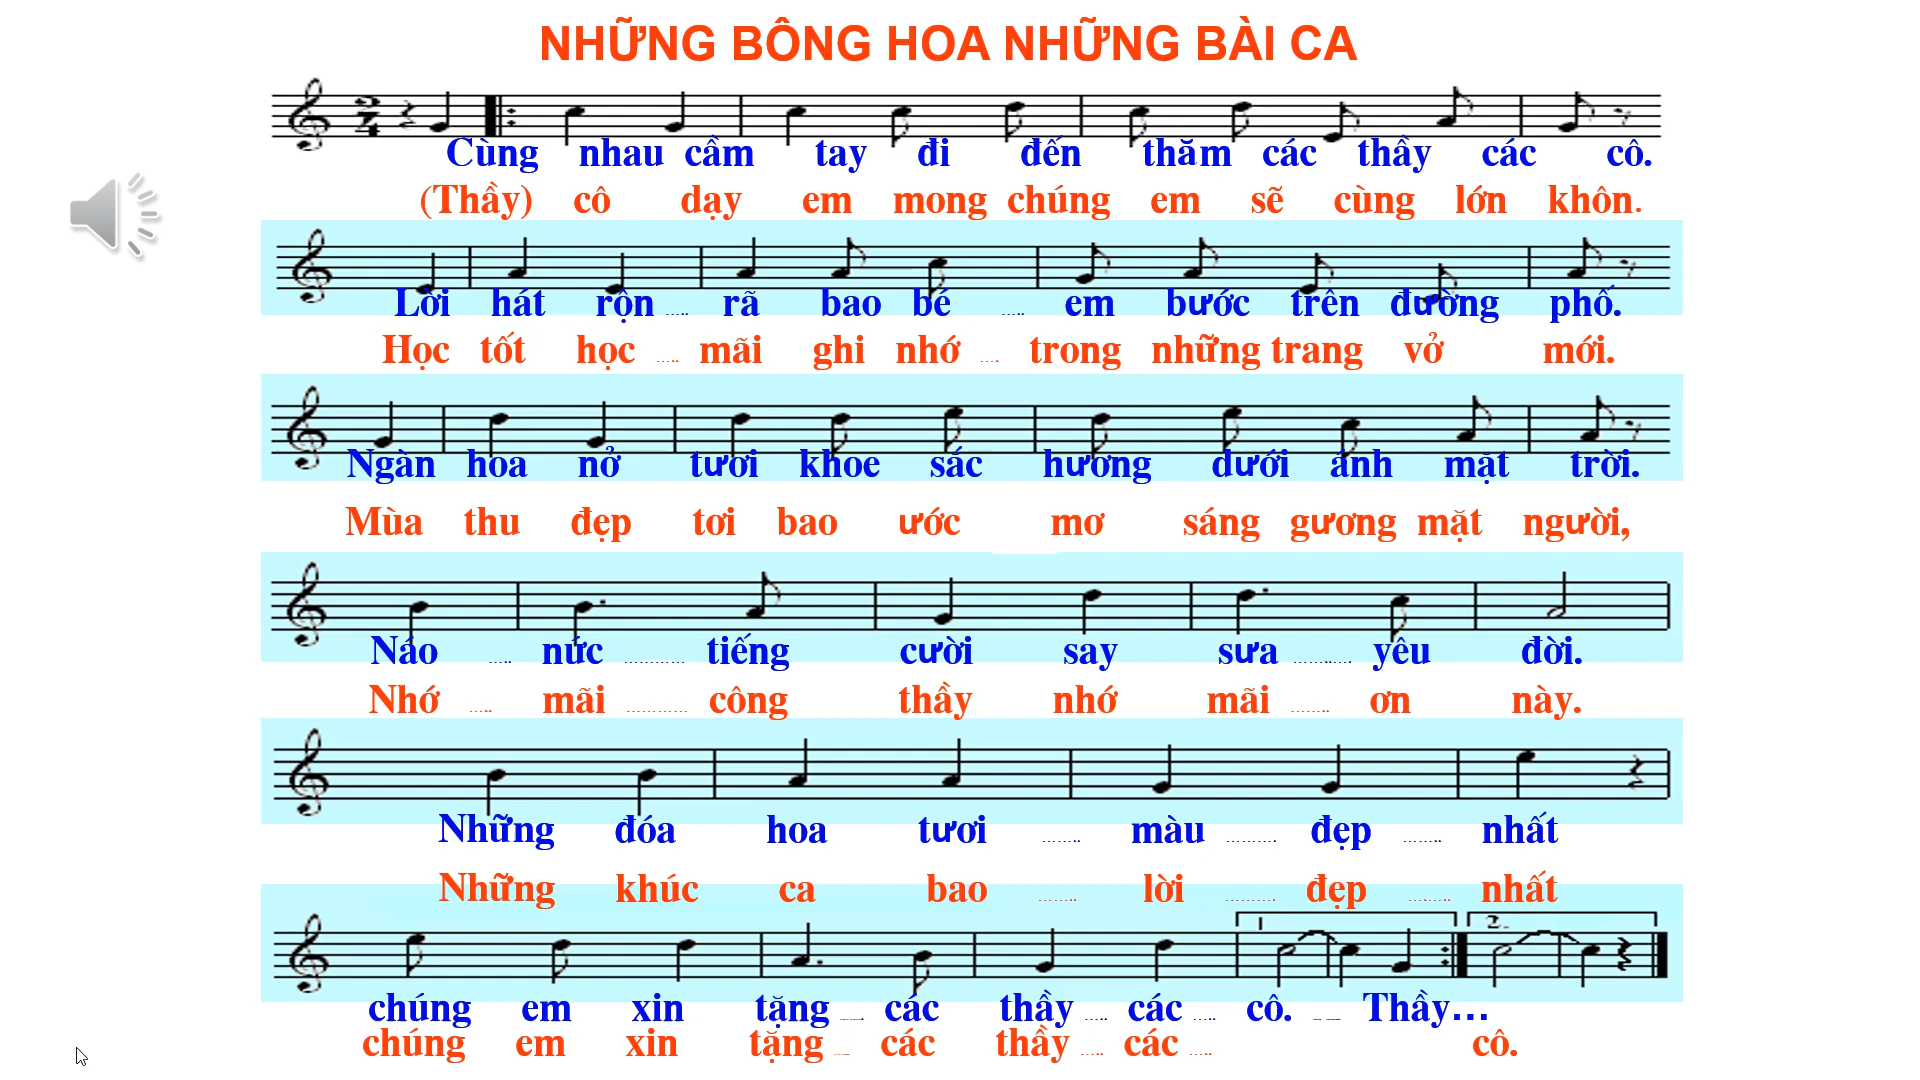 NHỮNG BÔNG HOA NHỮNG BÀI CA
Cùng nhau cầm tay đi đến thăm các thầy các cô.
(Thầy) cô dạy em mong chúng em sẽ cùng lớn khôn.
Lời hát rộn ..... rã bao bé ..... em bước trên đường phố.
Học tốt học ..... mãi ghi nhớ .... trong những trang vở mới.
Ngàn hoa nở tươi khoe sắc hương dưới ánh mặt trời.
Mùa thu đẹp tơi bao ước mơ sáng gương mặt người,
Náo ..... nức ............ tiếng cười say sưa ............ yêu đời.
Nhớ ..... mãi ............ công thầy nhớ mãi ........ ơn này.
Những đóa hoa tươi ........ màu .......... đẹp ........ nhất
Những khúc ca bao ........ lời .......... đẹp ......... nhất
1 2.
chúng em xin tặng ...... các thầy ..... các ..... cô. ...... Thầy...
chúng em xin tặng .... các thầy ..... các ..... cô.